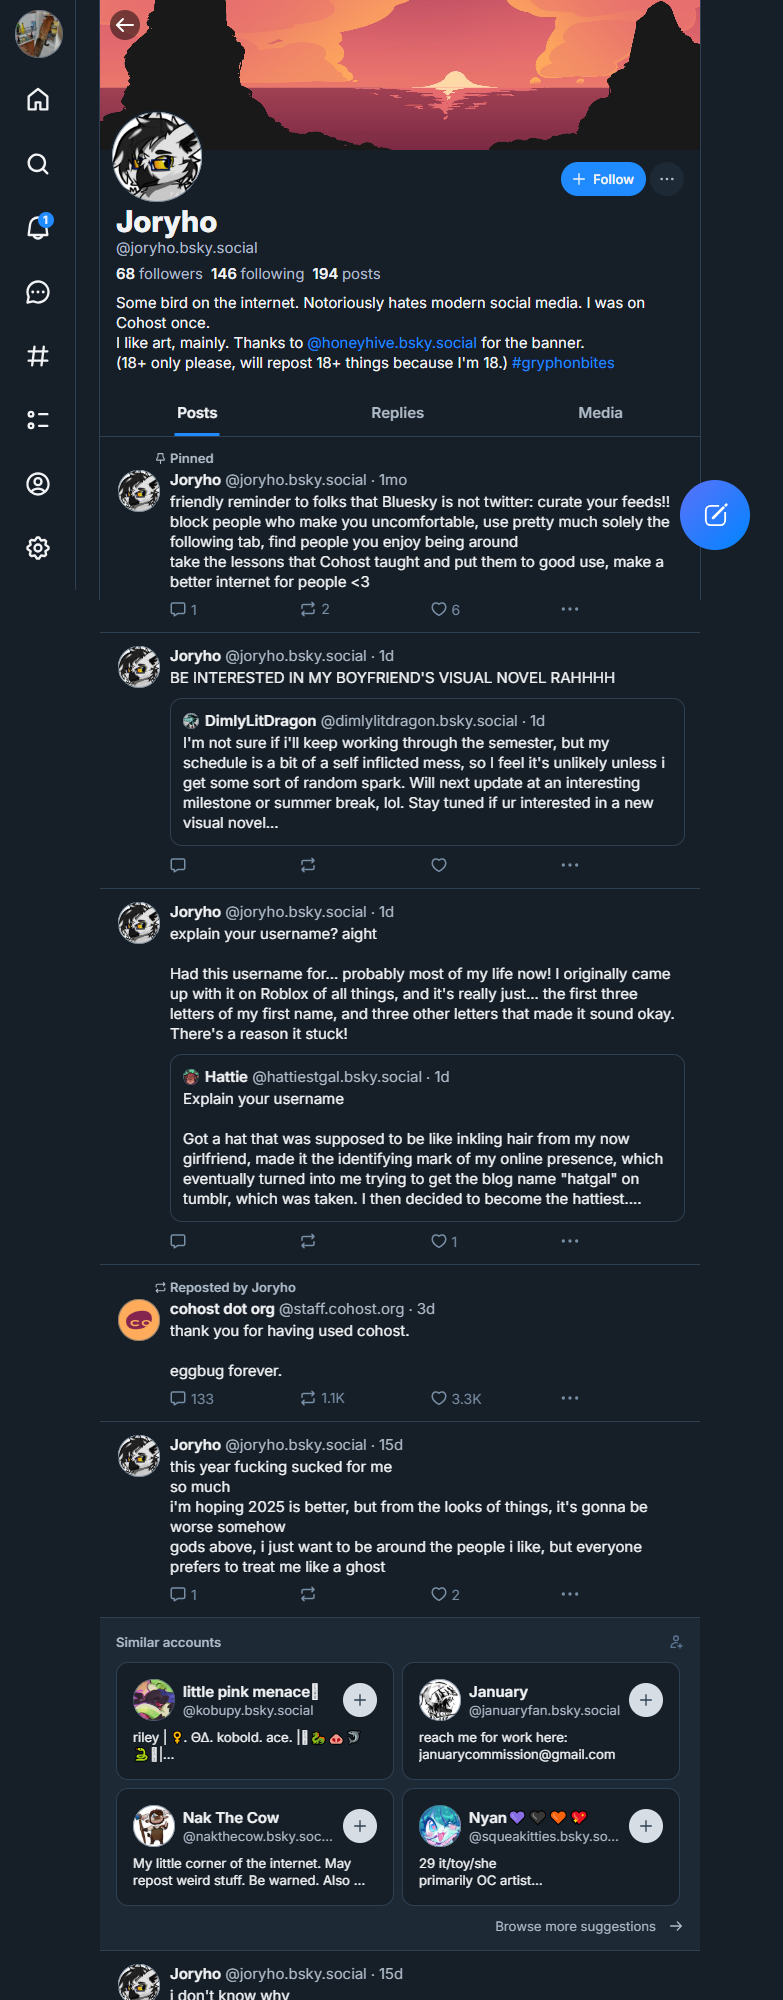 1
Follow
Joryho
@joryho.bsky.social
68 followers 146 following 194 posts
Some bird on the internet. Notoriously hates modern social media. I was on
Cohost once.
I like art, mainly. Thanks to @honeyhive.bsky.social for the banner.
(18+ only please, will repost 18+ things because I'm 18.) #gryphonbites
Posts Replies Media
Pinned
Joryho @joryho.bsky.social · 1mo
friendly reminder to folks that Bluesky is not twitter: curate your feeds!!
block people who make you uncomfortable, use pretty much solely the
following tab, find people you enjoy being around
take the lessons that Cohost taught and put them to good use, make a
better internet for people <3
1 2 6
Joryho @joryho.bsky.social · 1d
BE INTERESTED IN MY BOYFRIEND'S VISUAL NOVEL RAHHHH
DimlyLitDragon @dimlylitdragon.bsky.social · 1d
I'm not sure if i'll keep working through the semester, but my
schedule is a bit of a self inflicted mess, so I feel it's unlikely unless i
get some sort of random spark. Will next update at an interesting
milestone or summer break, lol. Stay tuned if ur interested in a new
visual novel...
Joryho @joryho.bsky.social · 1d
explain your username? aight
Had this username for... probably most of my life now! I originally came
up with it on Roblox of all things, and it's really just... the first three
letters of my first name, and three other letters that made it sound okay.
There's a reason it stuck!
Hattie @hattiestgal.bsky.social · 1d
Explain your username
Got a hat that was supposed to be like inkling hair from my now
girlfriend, made it the identifying mark of my online presence, which
eventually turned into me trying to get the blog name "hatgal" on
tumblr, which was taken. I then decided to become the hattiest....
1
Reposted by Joryho
cohost dot org @staff.cohost.org · 3d
thank you for having used cohost.
eggbug forever.
133 1.1K 3.3K
Joryho @joryho.bsky.social · 15d
this year fucking sucked for me
so much
i'm hoping 2025 is better, but from the looks of things, it's gonna be
worse somehow
gods above, i just want to be around the people i like, but everyone
prefers to treat me like a ghost
1 2
Similar accounts
little pink menace
@kobupy.bsky.social
riley | ♀. ΘΔ. kobold. ace. |🐉🐽
|...
January
@januaryfan.bsky.social
reach me for work here:
januarycommission@gmail.com
Nak The Cow
@nakthecow.bsky.soc...
My little corner of the internet. May
repost weird stuff. Be warned. Also ...
Nyan 💜🖤🧡💖
@squeakitties.bsky.so...
29 it/toy/she
primarily OC artist...
Browse more suggestions →
Joryho @joryho.bsky.social · 15d
i don't know why